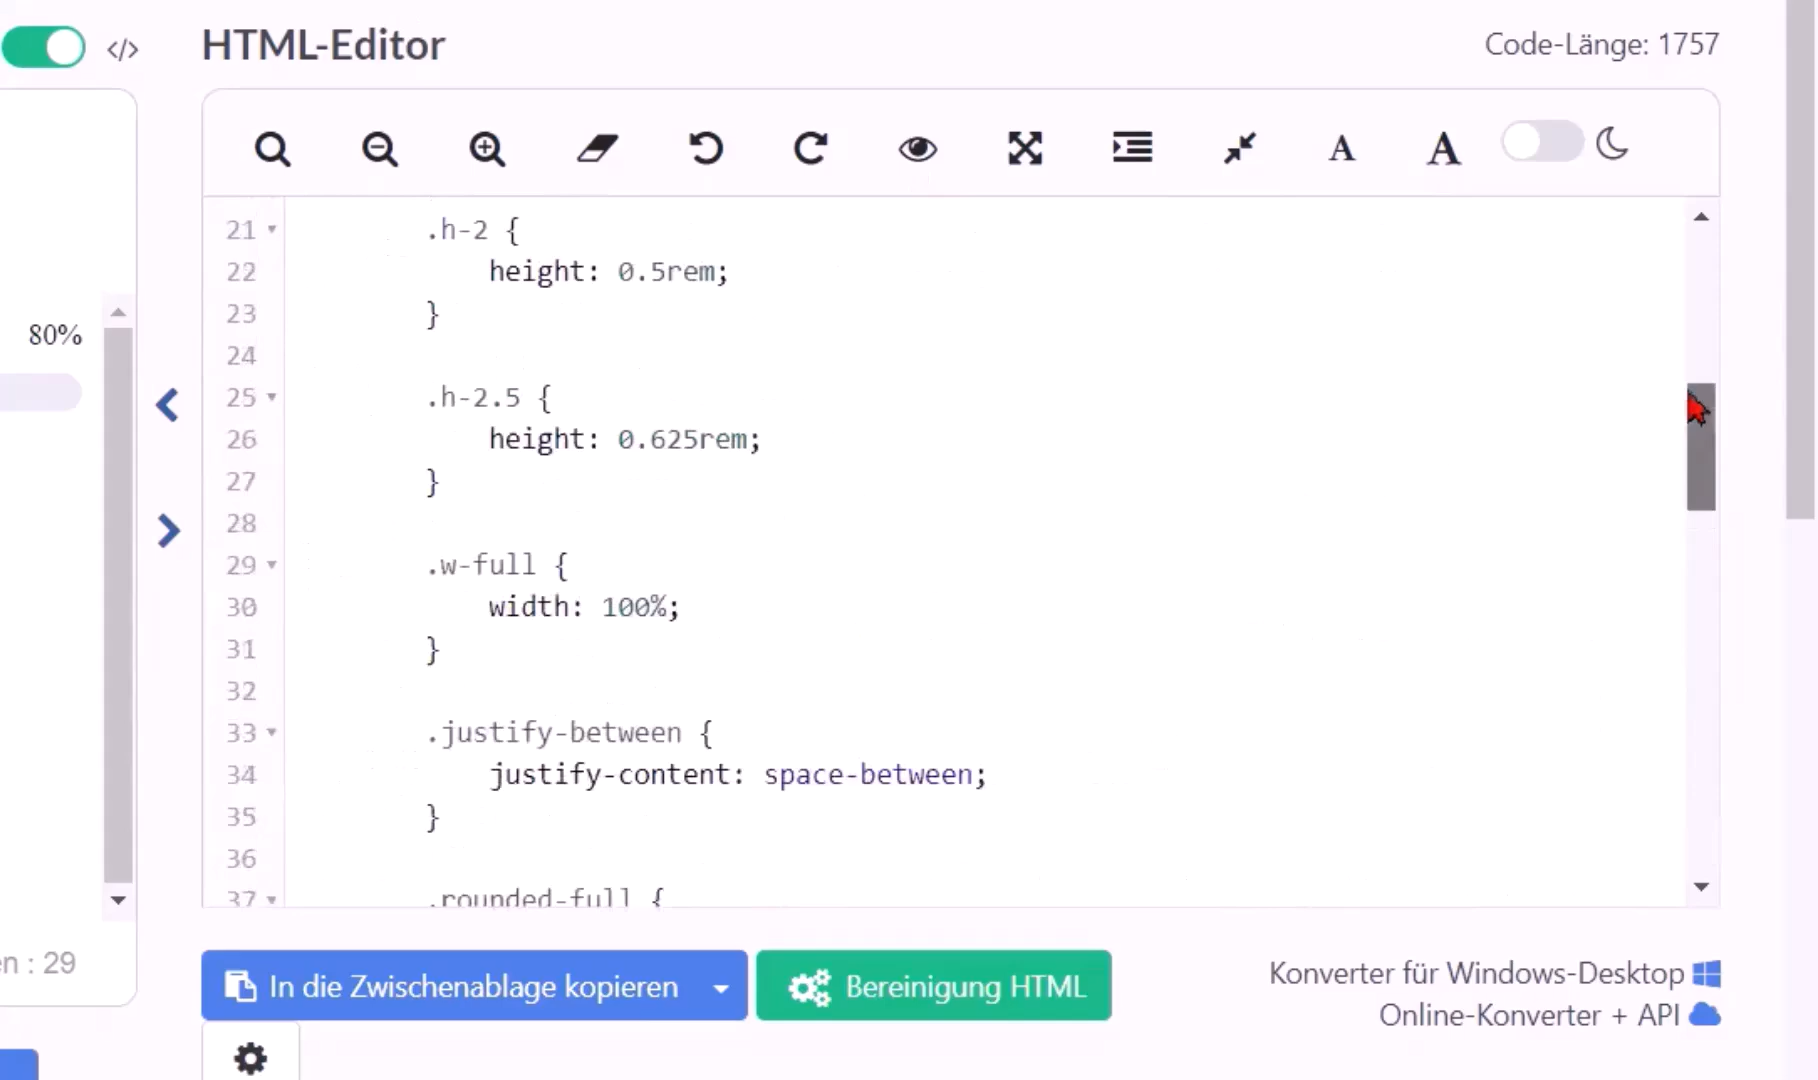 </>
HTML-Editor
Code-Länge: 1757
A
A
80%
21 .h-2 {
22 height: 0.5rem;
23 }
24
25 .h-2.5 {
26 height: 0.625rem;
27 }
28
29 .w-full {
30 width: 100%;
31 }
32
33 .justify-between {
34 justify-content: space-between;
35 }
36
37 .rounded-full {
en : 29
In die Zwischenablage kopieren
Bereinigung HTML
Konverter für Windows-Desktop
Online-Konverter + API